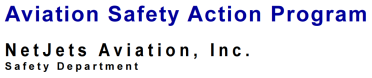 Aviation Safety Action Program
NetJets Aviation, Inc.
Safety Department